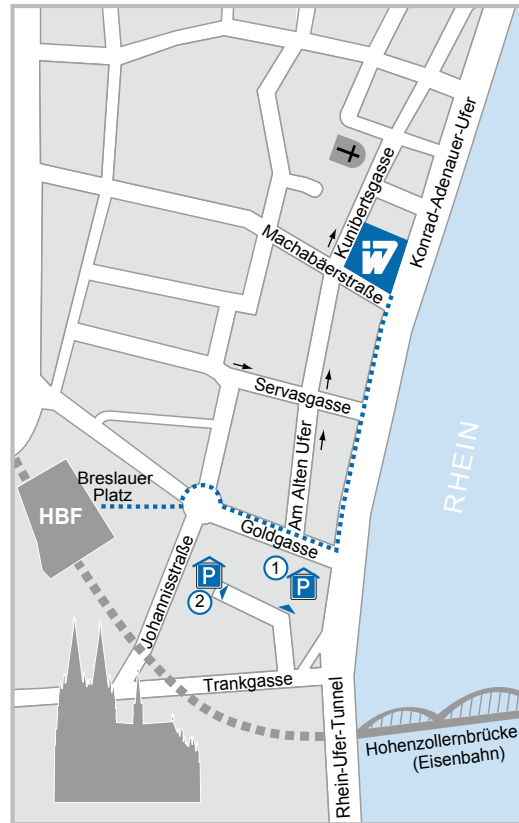 Konrad-Adenauer-Ufer
Kunibertsgasse
iW
Machabäerstraße
Servasgasse
RHEIN
Am Alten Ufer
Breslauer
Platz
HBF
Goldgasse
Johannisstraße
1
P
P
2
Trankgasse
Rhein-Ufer-Tunnel
Hohenzollernbrücke
(Eisenbahn)